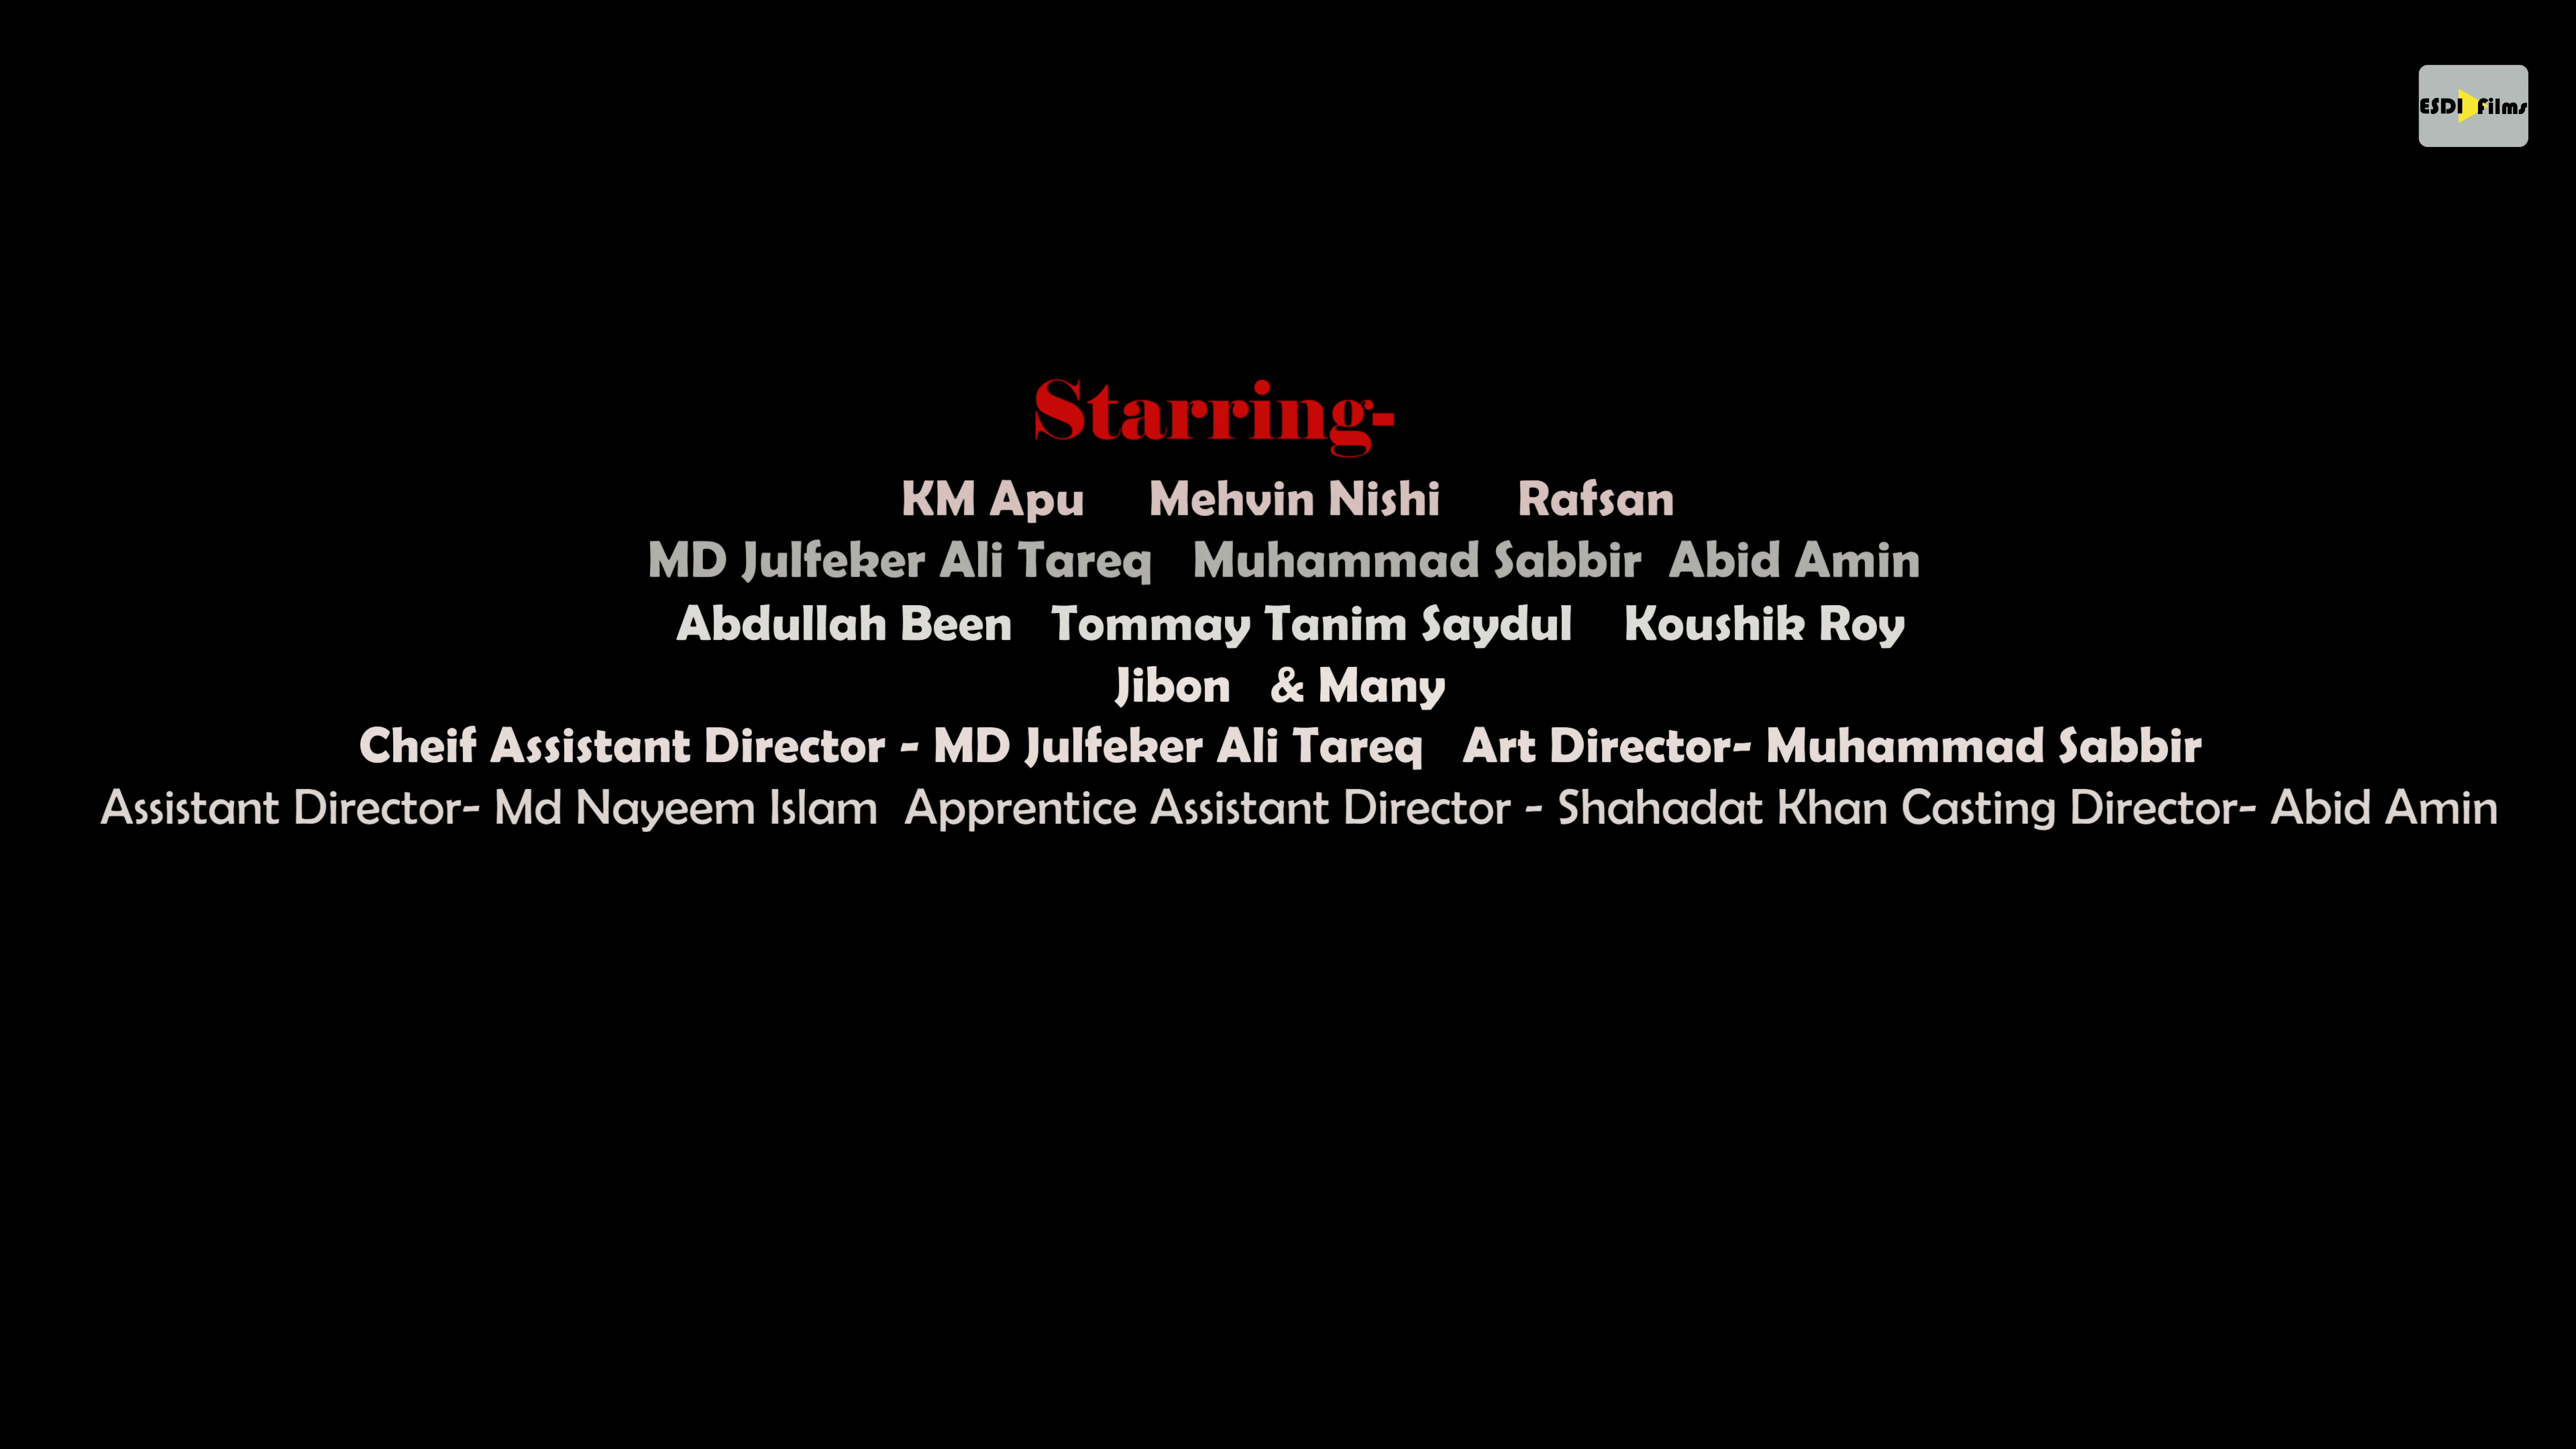 ESDI Films
Starring-
KM Apu Mehvin Nishi Rafsan
MD Julfeker Ali Tareq Muhammad Sabbir Abid Amin
Abdullah Been Tommay Tanim Saydul Koushik Roy
Jibon & Many
Cheif Assistant Director - MD Julfeker Ali Tareq Art Director- Muhammad Sabbir
Assistant Director- Md Nayeem Islam Apprentice Assistant Director - Shahadat Khan Casting Director- Abid Amin